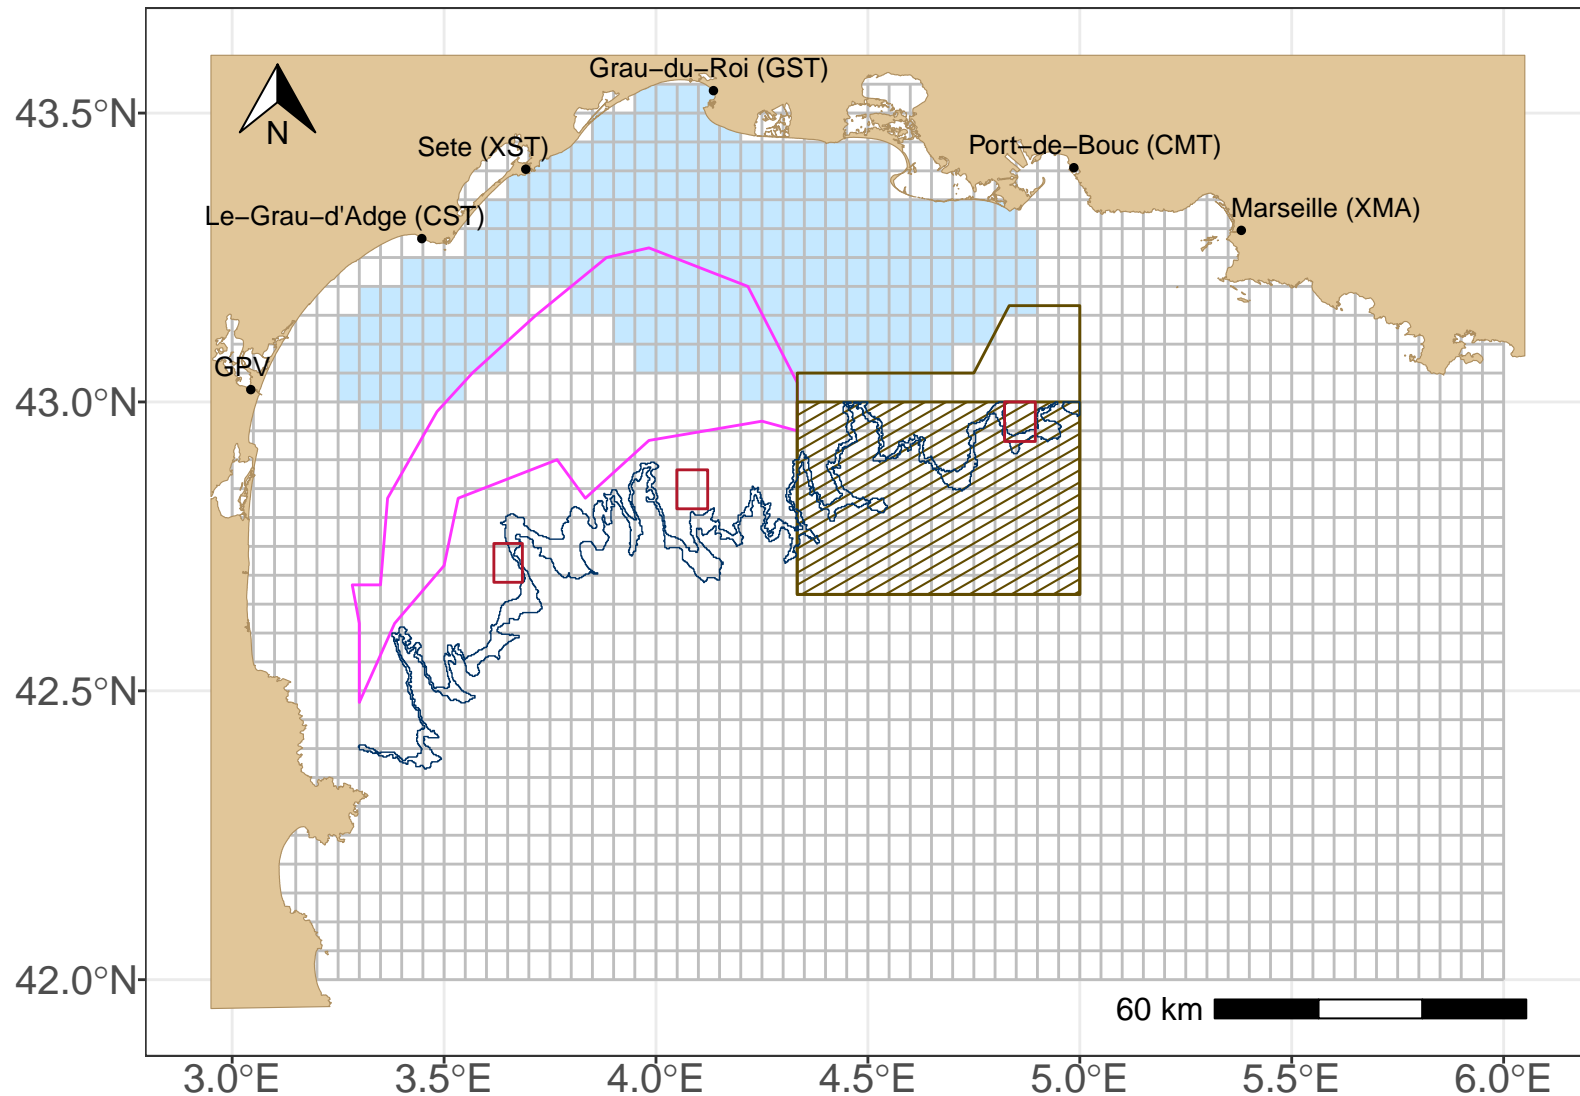 Grau−du−Roi (GST)
43.5°N
N
Sete (XST)
Port−de−Bouc (CMT)
Le−Grau−d'Adge (CST)
Marseille (XMA)
GPV
43.0°N
42.5°N
42.0°N
60 km
3.0°E
3.5°E
4.0°E
4.5°E
5.0°E
5.5°E
6.0°E